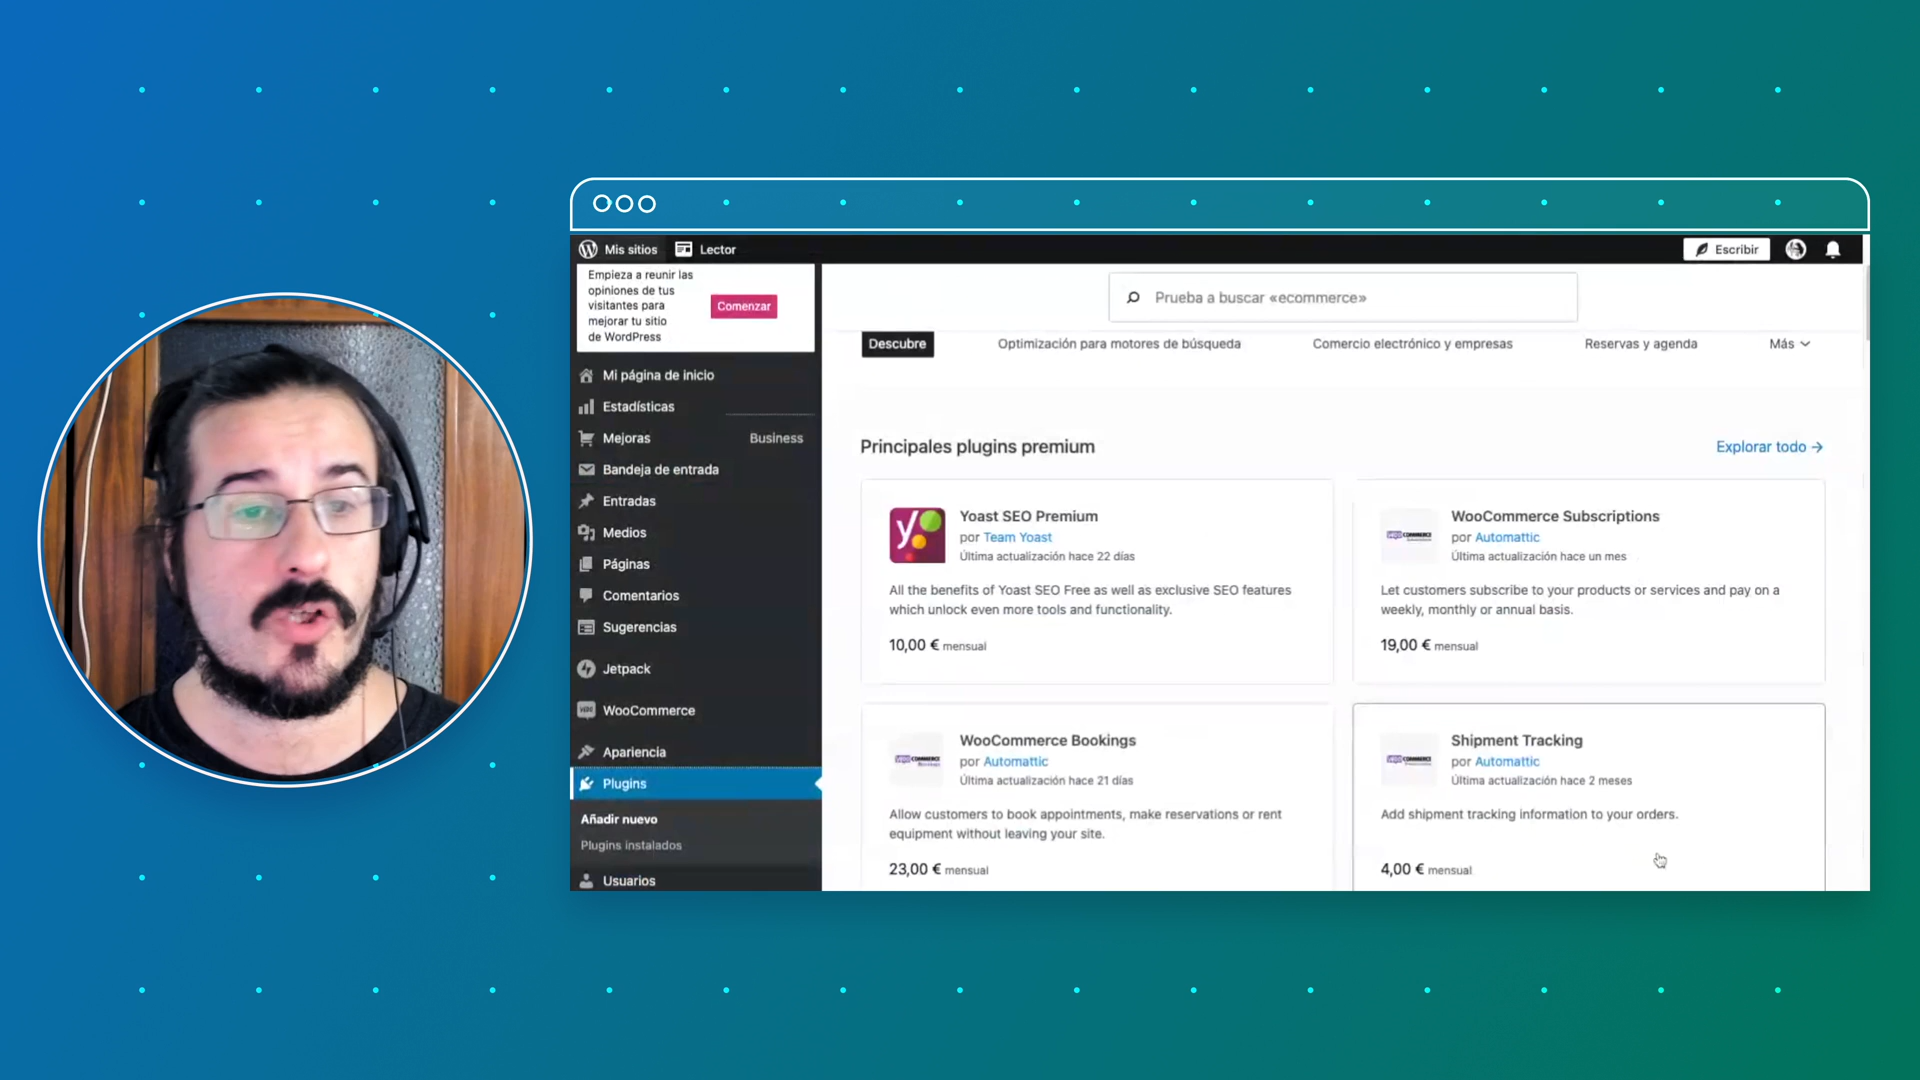 Mis sitios
Lector
Escribir
Empieza a reunir las
opiniones de tus
visitantes para
mejorar tu sitio
de WordPress
Comenzar
Mi página de inicio
Estadísticas
Mejoras
Business
Bandeja de entrada
Entradas
Medios
Páginas
Comentarios
Sugerencias
Jetpack
WooCommerce
Apariencia
Plugins
Añadir nuevo
Plugins instalados
Usuarios
Prueba a buscar «ecommerce»
Descubre
Optimización para motores de búsqueda
Comercio electrónico y empresas
Reservas y agenda
Más
Principales plugins premium
Explorar todo →
Yoast SEO Premium
por Team Yoast
Última actualización hace 22 días
All the benefits of Yoast SEO Free as well as exclusive SEO features
which unlock even more tools and functionality.
10,00 € mensual
WooCommerce Subscriptions
por Automattic
Última actualización hace un mes
Let customers subscribe to your products or services and pay on a
weekly, monthly or annual basis.
19,00 € mensual
WooCommerce Bookings
por Automattic
Última actualización hace 21 días
Allow customers to book appointments, make reservations or rent
equipment without leaving your site.
23,00 € mensual
Shipment Tracking
por Automattic
Última actualización hace 2 meses
Add shipment tracking information to your orders.
4,00 € mensual